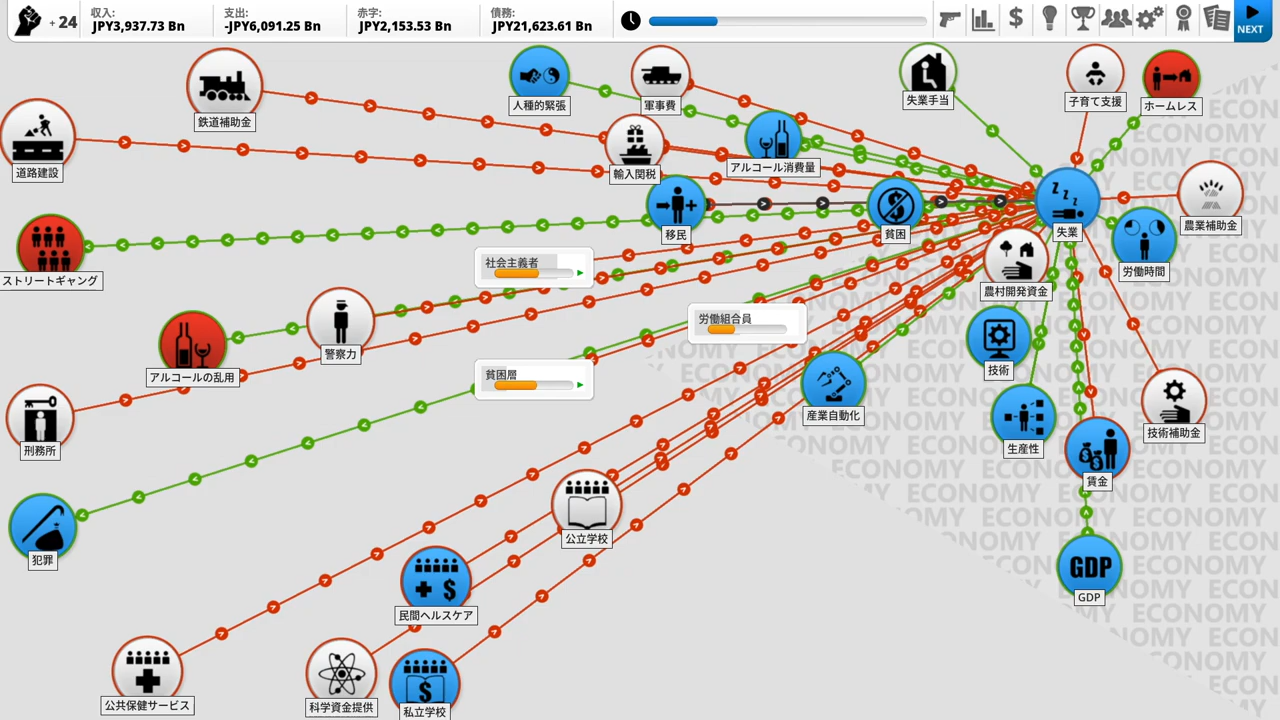 + 24
収入:
JPY3,937.73 Bn
支出:
-JPY6,091.25 Bn
赤字:
JPY2,153.53 Bn
債務:
JPY21,623.61 Bn
NEXT
鉄道補助金
人種的緊張
軍事費
失業手当
子育て支援
ホームレス
道路建設
輸入関税
アルコール消費量
農業補助金
移民
貧困
Z Z Z
失業
労働時間
ストリートギャング
社会主義者
農村開発資金
労働組合員
警察力
アルコールの乱用
技術
貧困層
産業自動化
技術補助金
生産性
賃金
刑務所
公立学校
犯罪
GDP
GDP
民間ヘルスケア
公共保健サービス
科学資金提供
私立学校
ECONOMY